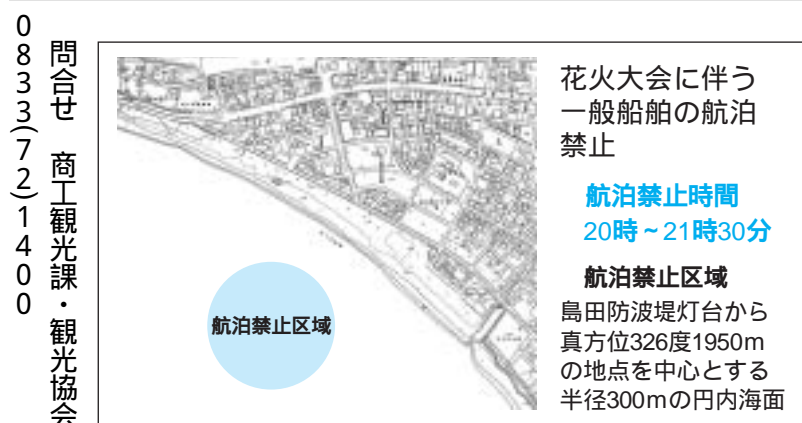 問合せ　商工観光課・観光協会
0833(72)1400
花火大会に伴う
一般船舶の航泊
禁止
航泊禁止時間
20時～21時30分
航泊禁止区域
島田防波堤灯台から
真方位326度1950m
の地点を中心とする
半径300mの円内海面
航泊禁止区域